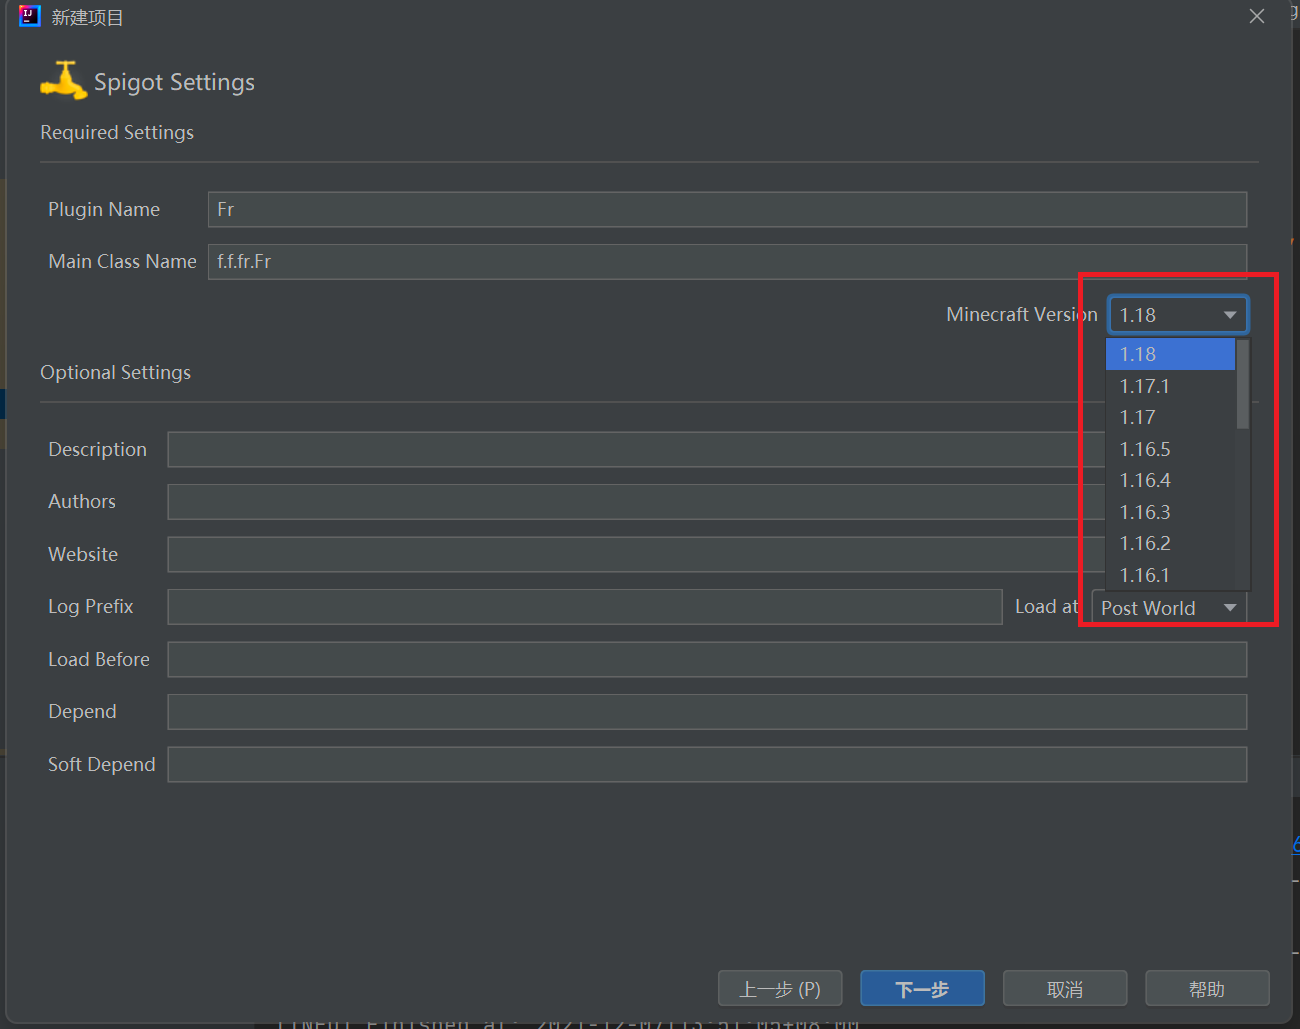 新建项目
Spigot Settings
Required Settings
Plugin Name Fr
Main Class Name f.f.fr.Fr
Minecraft Version 1.18
1.18
1.17.1
1.17
1.16.5
1.16.4
1.16.3
1.16.2
1.16.1
Optional Settings
Description
Authors
Website
Log Prefix Load at Post World
Load Before
Depend
Soft Depend
上一步 (P) 下一步 取消 帮助